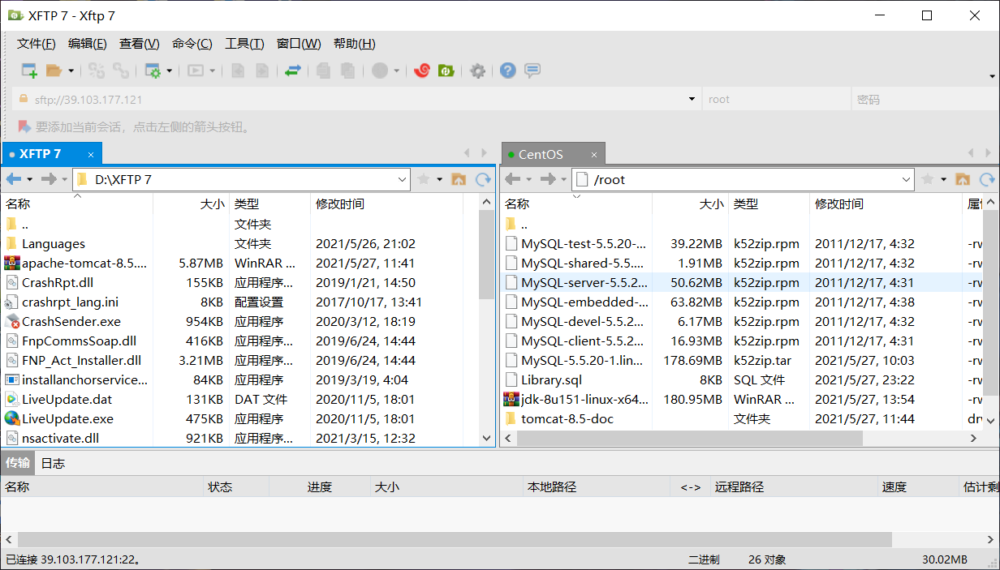 XFTP 7 - Xftp 7
文件(F) 编辑(E) 查看(V) 命令(C) 工具(T) 窗口(W) 帮助(H)
sftp://39.103.177.121 root 密码
要添加当前会话，点击左侧的箭头按钮。
XFTP 7 × CentOS ×
D:\XFTP 7 /root
名称 大小 类型 修改时间
.. 文件夹
Languages 文件夹 2021/5/26, 21:02
apache-tomcat-8.5.... 5.87MB WinRAR ... 2021/5/27, 11:41
CrashRpt.dll 155KB 应用程序... 2019/1/21, 14:50
crashrpt_lang.ini 8KB 配置设置 2017/10/17, 13:41
CrashSender.exe 954KB 应用程序 2020/3/12, 18:19
FnpCommsSoap.dll 416KB 应用程序... 2019/6/24, 14:44
FNP_Act_Installer.dll 3.21MB 应用程序... 2019/6/24, 14:44
installanchorservice... 84KB 应用程序 2019/3/19, 4:04
LiveUpdate.dat 131KB DAT 文件 2020/11/5, 18:01
LiveUpdate.exe 475KB 应用程序 2020/11/5, 18:01
nsactivate.dll 921KB 应用程序... 2021/3/15, 12:32
名称 大小 类型 修改时间 属
..
MySQL-test-5.5.20-... 39.22MB k52zip.rpm 2011/12/17, 4:32 -rw
MySQL-shared-5.5.... 1.91MB k52zip.rpm 2011/12/17, 4:32 -rw
MySQL-server-5.5.2... 50.62MB k52zip.rpm 2011/12/17, 4:31 -rw
MySQL-embedded-... 63.82MB k52zip.rpm 2011/12/17, 4:38 -rw
MySQL-devel-5.5.2... 6.17MB k52zip.rpm 2011/12/17, 4:32 -rw
MySQL-client-5.5.2... 16.93MB k52zip.rpm 2011/12/17, 4:31 -rw
MySQL-5.5.20-1.lin... 178.69MB k52zip.tar 2021/5/27, 10:03 -rw
Library.sql 8KB SQL 文件 2021/5/27, 23:22 -rw
jdk-8u151-linux-x64... 180.95MB WinRAR ... 2021/5/27, 13:54 -rw
tomcat-8.5-doc 文件夹 2021/5/27, 11:44 drw
传输 日志
名称 状态 进度 大小 本地路径 <-> 远程路径 速度 估计剩
已连接 39.103.177.121:22。 二进制 26 对象 30.02MB